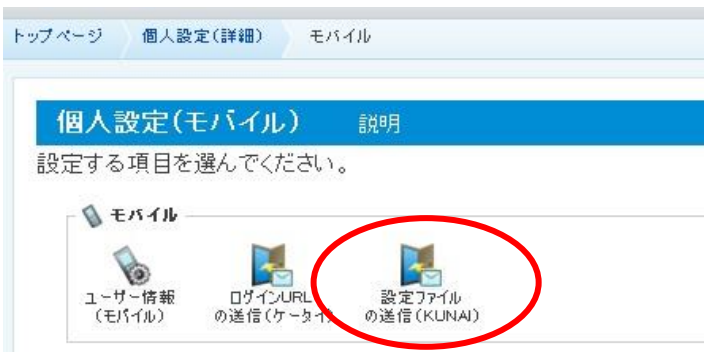 トップページ 個人設定(詳細) モバイル
個人設定(モバイル) 説明
設定する項目を選んでください。
モバイル
ユーザー情報 ログインURL 設定ファイル
(モバイル) の送信(ケータイ) の送信(KUNAI)